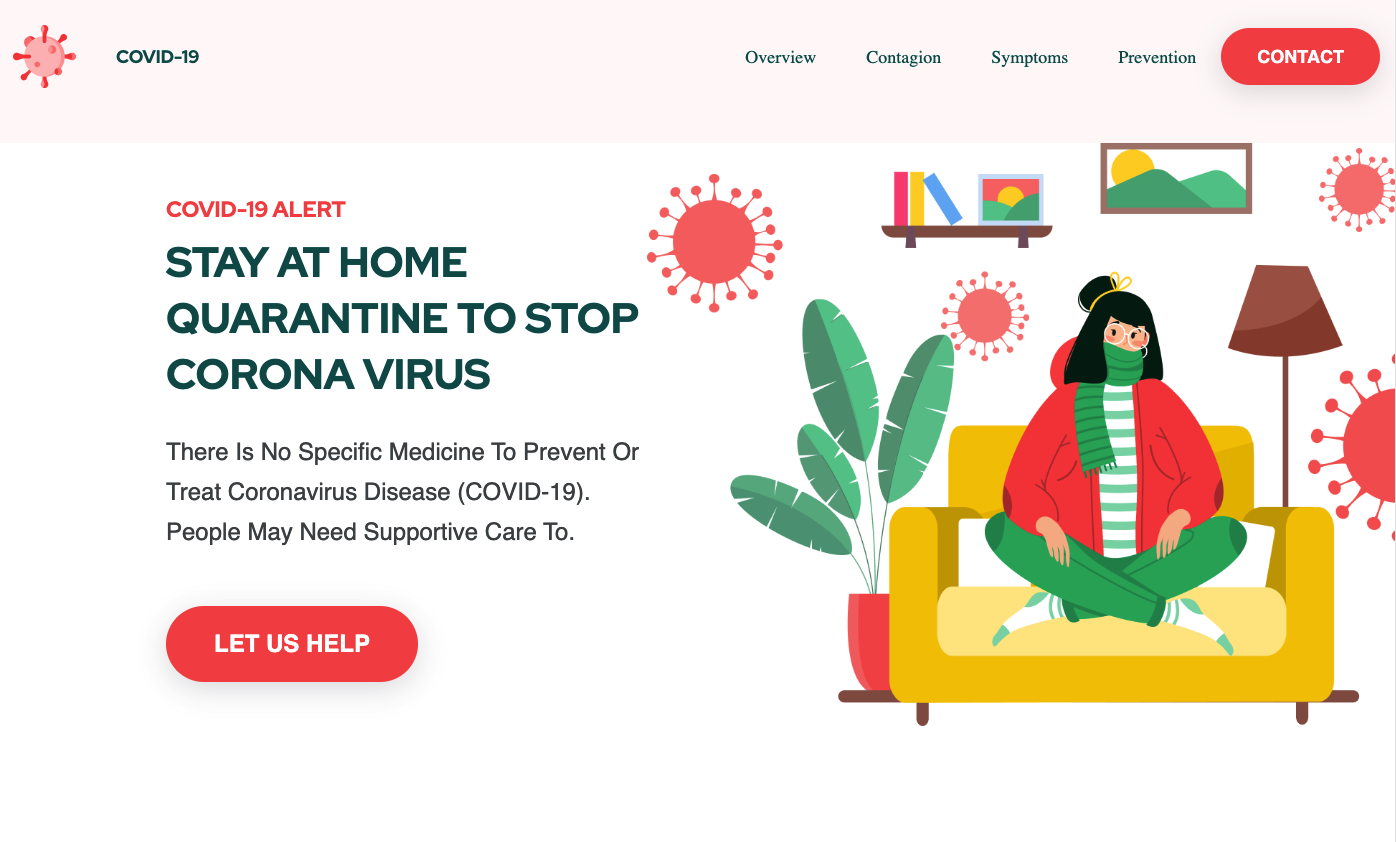 COVID-19
Overview
Contagion
Symptoms
Prevention
CONTACT
COVID-19 ALERT
STAY AT HOME
QUARANTINE TO STOP
CORONA VIRUS
There Is No Specific Medicine To Prevent Or
Treat Coronavirus Disease (COVID-19).
People May Need Supportive Care To.
LET US HELP